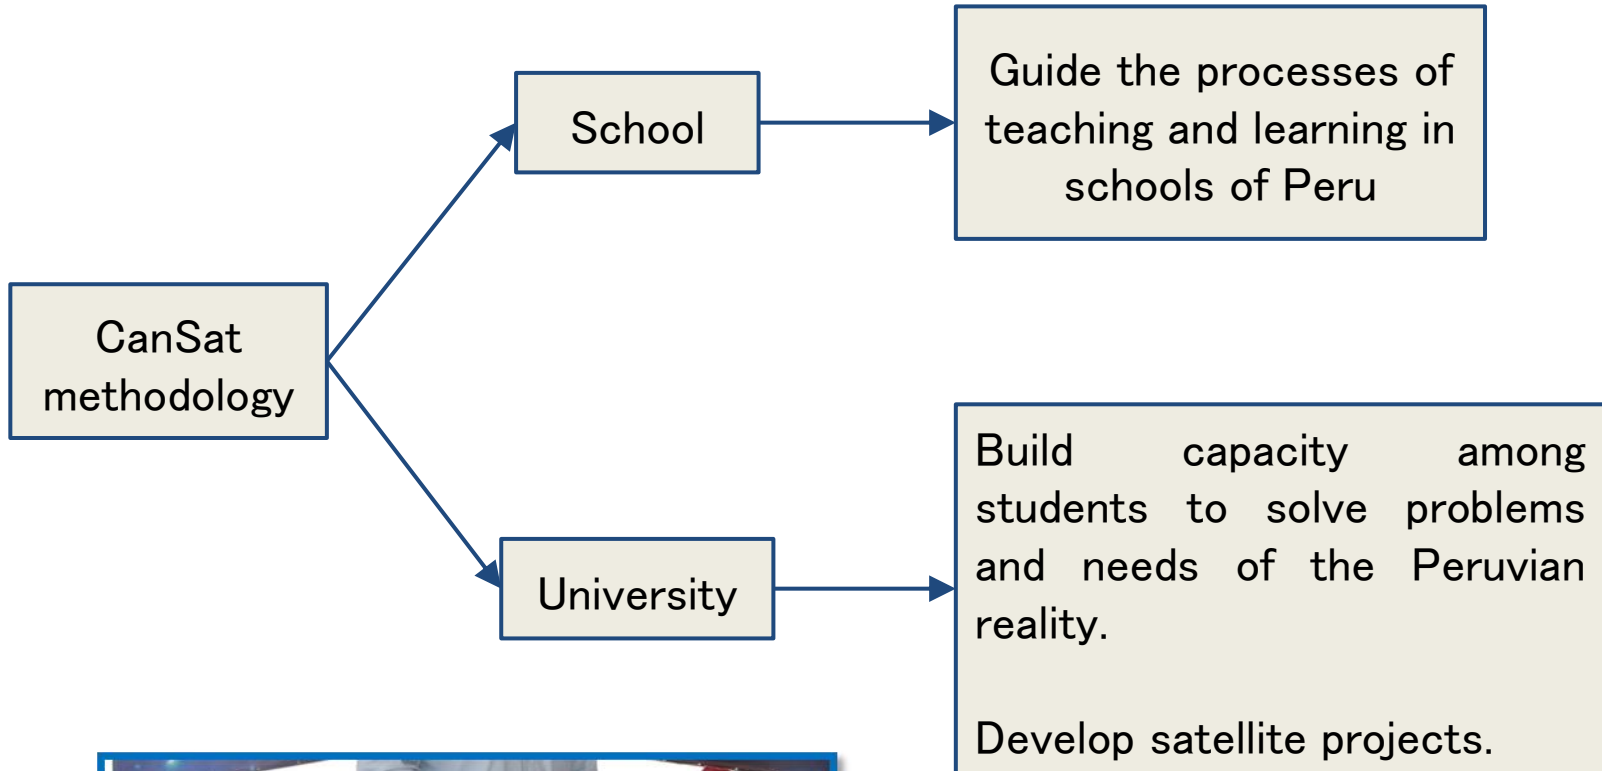 School
Guide the processes of
teaching and learning in
schools of Peru
CanSat
methodology
University
Build capacity among
students to solve problems
and needs of the Peruvian
reality.
Develop satellite projects.